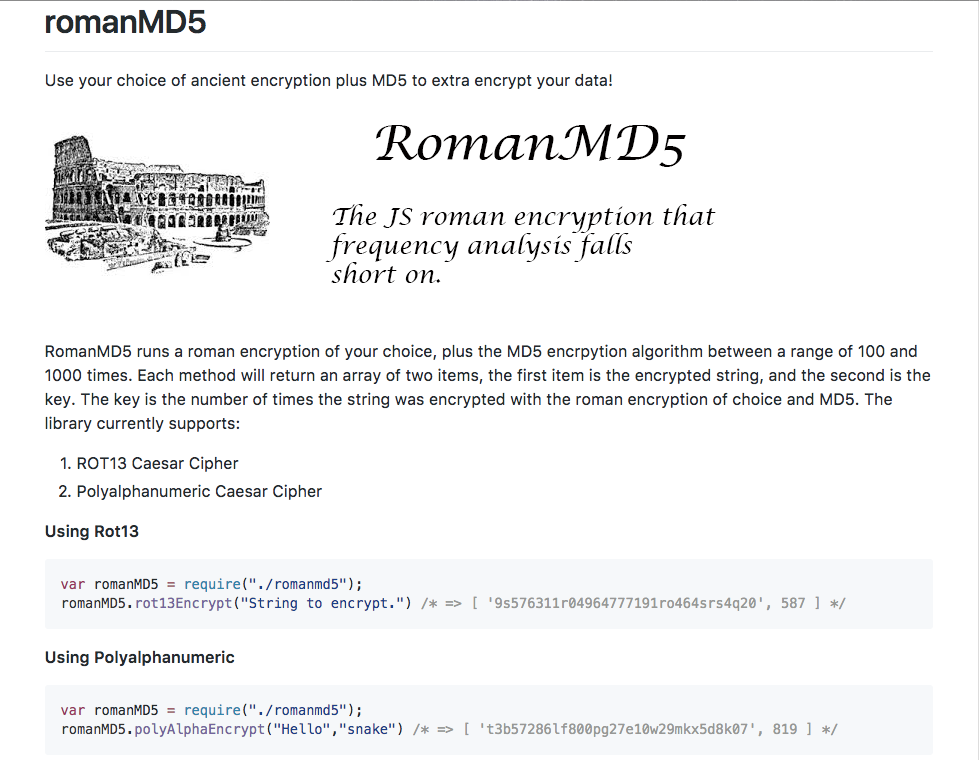 romanMD5
Use your choice of ancient encryption plus MD5 to extra encrypt your data!
RomanMD5
The JS roman encryption that
frequency analysis falls
short on.
RomanMD5 runs a roman encryption of your choice, plus the MD5 encrpytion algorithm between a range of 100 and
1000 times. Each method will return an array of two items, the first item is the encrypted string, and the second is the
key. The key is the number of times the string was encrypted with the roman encryption of choice and MD5. The
library currently supports:
1. ROT13 Caesar Cipher
2. Polyalphanumeric Caesar Cipher
Using Rot13
var romanMD5 = require("./romanmd5");
romanMD5.rot13Encrypt("String to encrypt.") /* => [ '9s576311r04964777191ro464srs4q20', 587 ] */
Using Polyalphanumeric
var romanMD5 = require("./romanmd5");
romanMD5.polyAlphaEncrypt("Hello","snake") /* => [ 't3b57286lf800pg27e10w29mkx5d8k07', 819 ] */